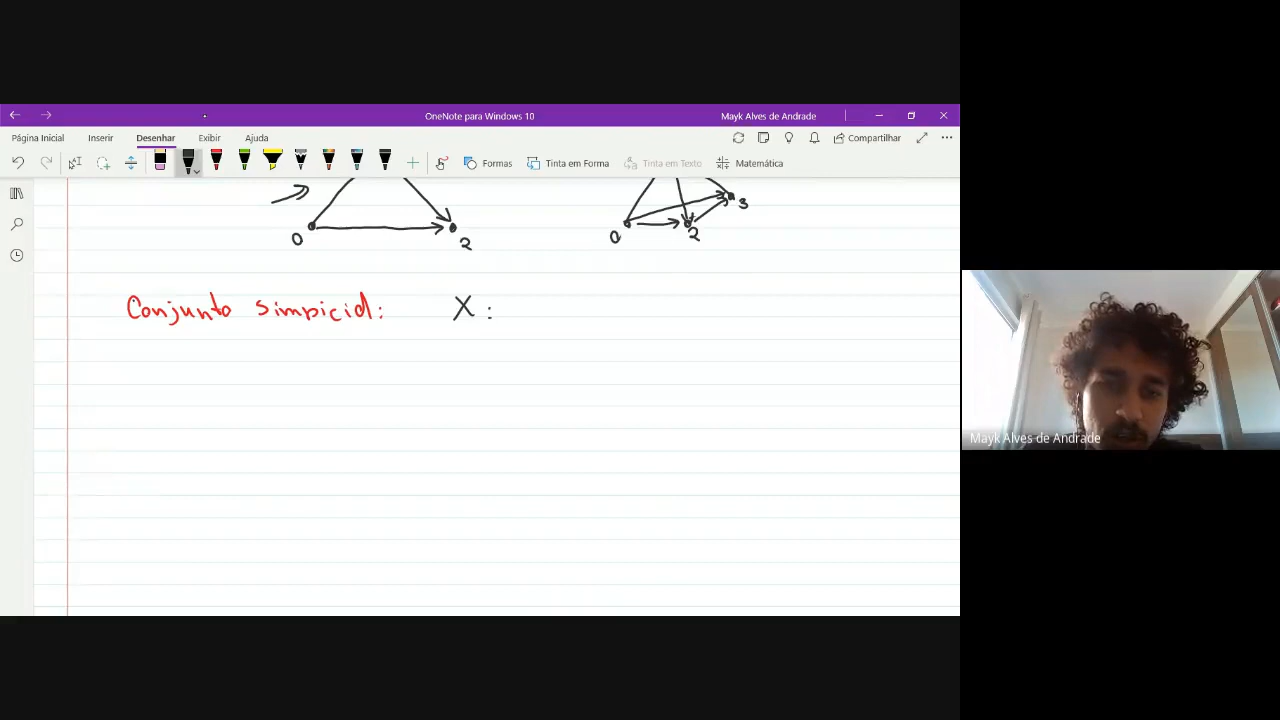 OneNote para Windows 10
Mayk Alves de Andrade
Página Inicial Inserir Desenhar Exibir Ajuda
Compartilhar
Formas Tinta em Forma Tinta em Texto Matemática
0 2
0 2 3
Conjunto simpicial: X :
Mayk Alves de Andrade